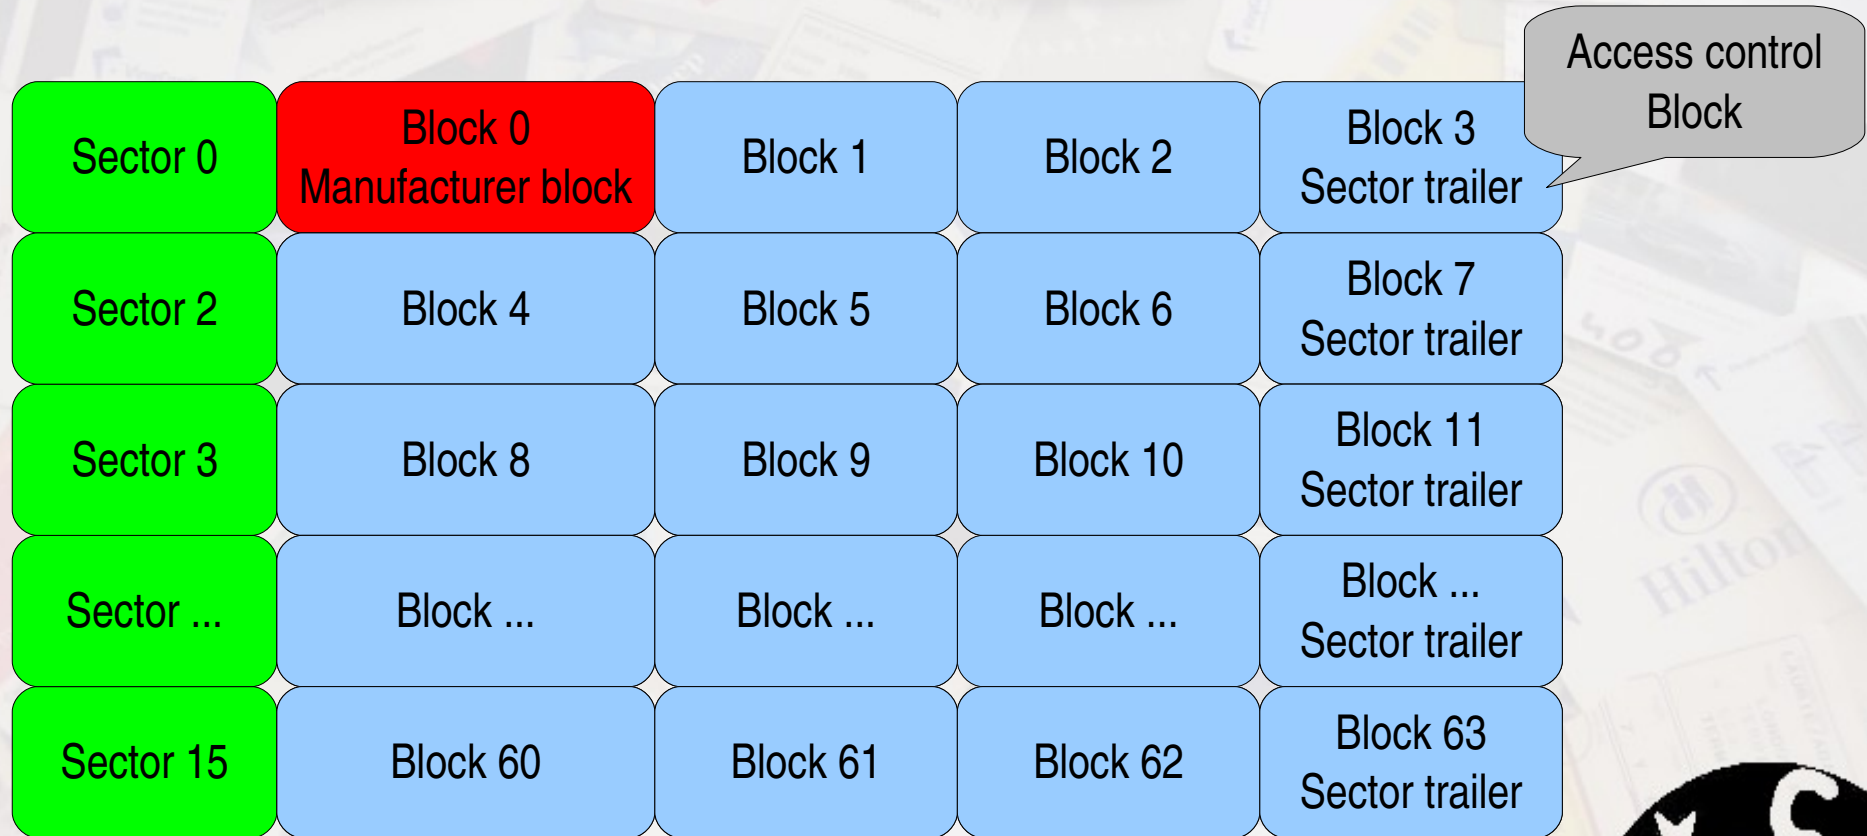 Access control
Block
Sector 0
Block 0
Manufacturer block
Block 1
Block 2
Block 3
Sector trailer
Sector 2
Block 4
Block 5
Block 6
Block 7
Sector trailer
Sector 3
Block 8
Block 9
Block 10
Block 11
Sector trailer
Sector ...
Block ...
Block ...
Block ...
Block ...
Sector trailer
Sector 15
Block 60
Block 61
Block 62
Block 63
Sector trailer
Hilton